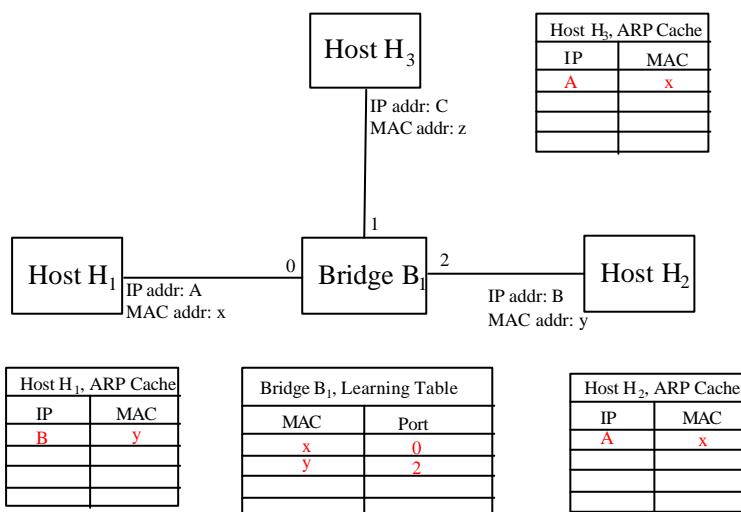 Host H3
IP addr: C
MAC addr: z
Host H3, ARP Cache
IP MAC
A x
1
0
2
Host H1
Bridge B1
Host H2
IP addr: A
MAC addr: x
IP addr: B
MAC addr: y
Host H1, ARP Cache
IP MAC
B y
Bridge B1, Learning Table
MAC Port
x 0
y 2
Host H2, ARP Cache
IP MAC
A x